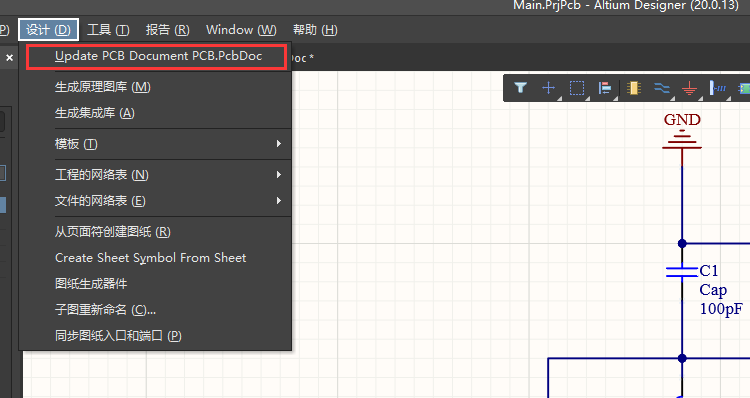 Main.PrjPcb - Altium Designer (20.0.13)
P) 设计 (D) 工具 (T) 报告 (R) Window (W) 帮助 (H)
Update PCB Document PCB.PcbDoc
Doc *
生成原理图库 (M)
生成集成库 (A)
模板 (T)
工程的网络表 (N)
文件的网络表 (E)
从页面符创建图纸 (R)
Create Sheet Symbol From Sheet
图纸生成器件
子图重新命名 (C)...
同步图纸入口和端口 (P)
GND
C1
Cap
100pF